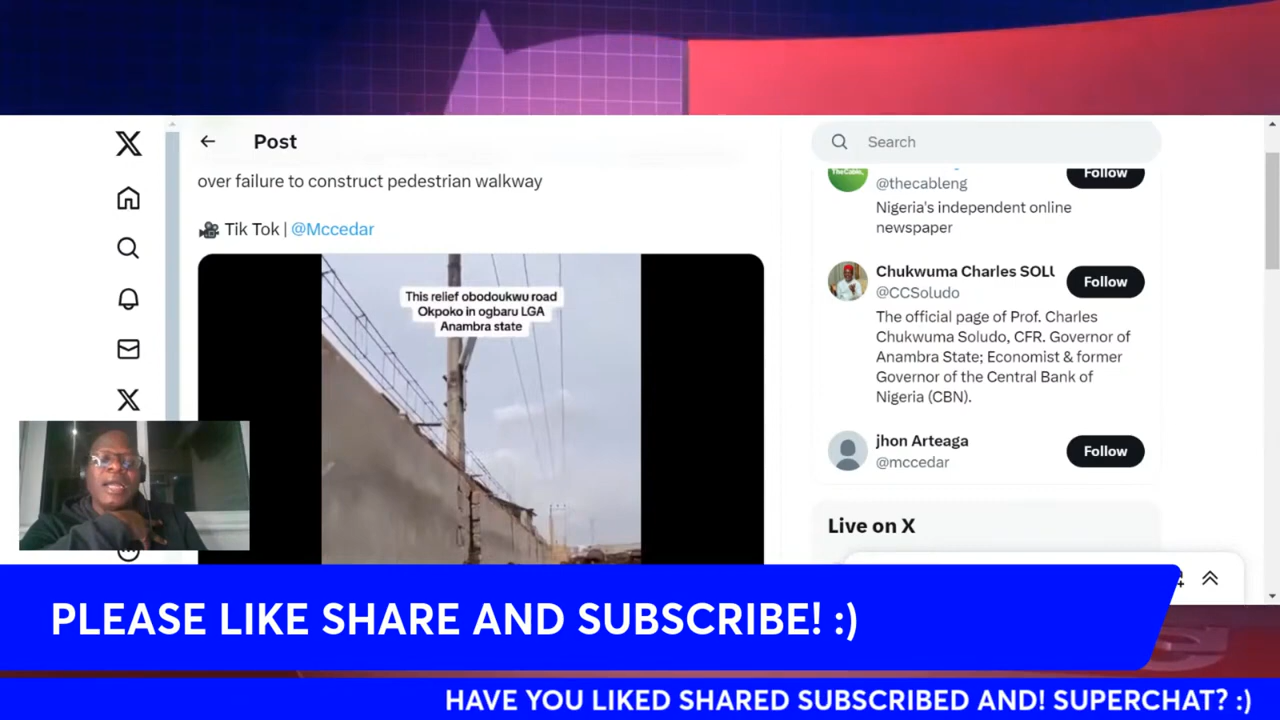 Post
over failure to construct pedestrian walkway
Tik Tok | @Mccedar
This relief obodoukwu road
Okpoko in ogbaru LGA
Anambra state
Search
TheCable.
@thecableng
Follow
Nigeria's independent online
newspaper
Chukwuma Charles SOLU
@CCSoludo
Follow
The official page of Prof. Charles
Chukwuma Soludo, CFR. Governor of
Anambra State; Economist & former
Governor of the Central Bank of
Nigeria (CBN).
jhon Arteaga
@mccedar
Follow
Live on X
PLEASE LIKE SHARE AND SUBSCRIBE! :)
HAVE YOU LIKED SHARED SUBSCRIBED AND! SUPERCHAT? :)